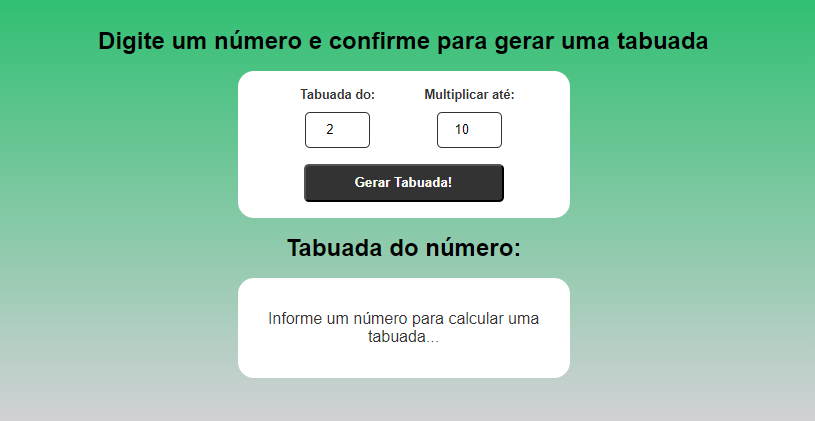 Digite um número e confirme para gerar uma tabuada
Tabuada do: Multiplicar até:
2 10
Gerar Tabuada!
Tabuada do número:
Informe um número para calcular uma
tabuada...